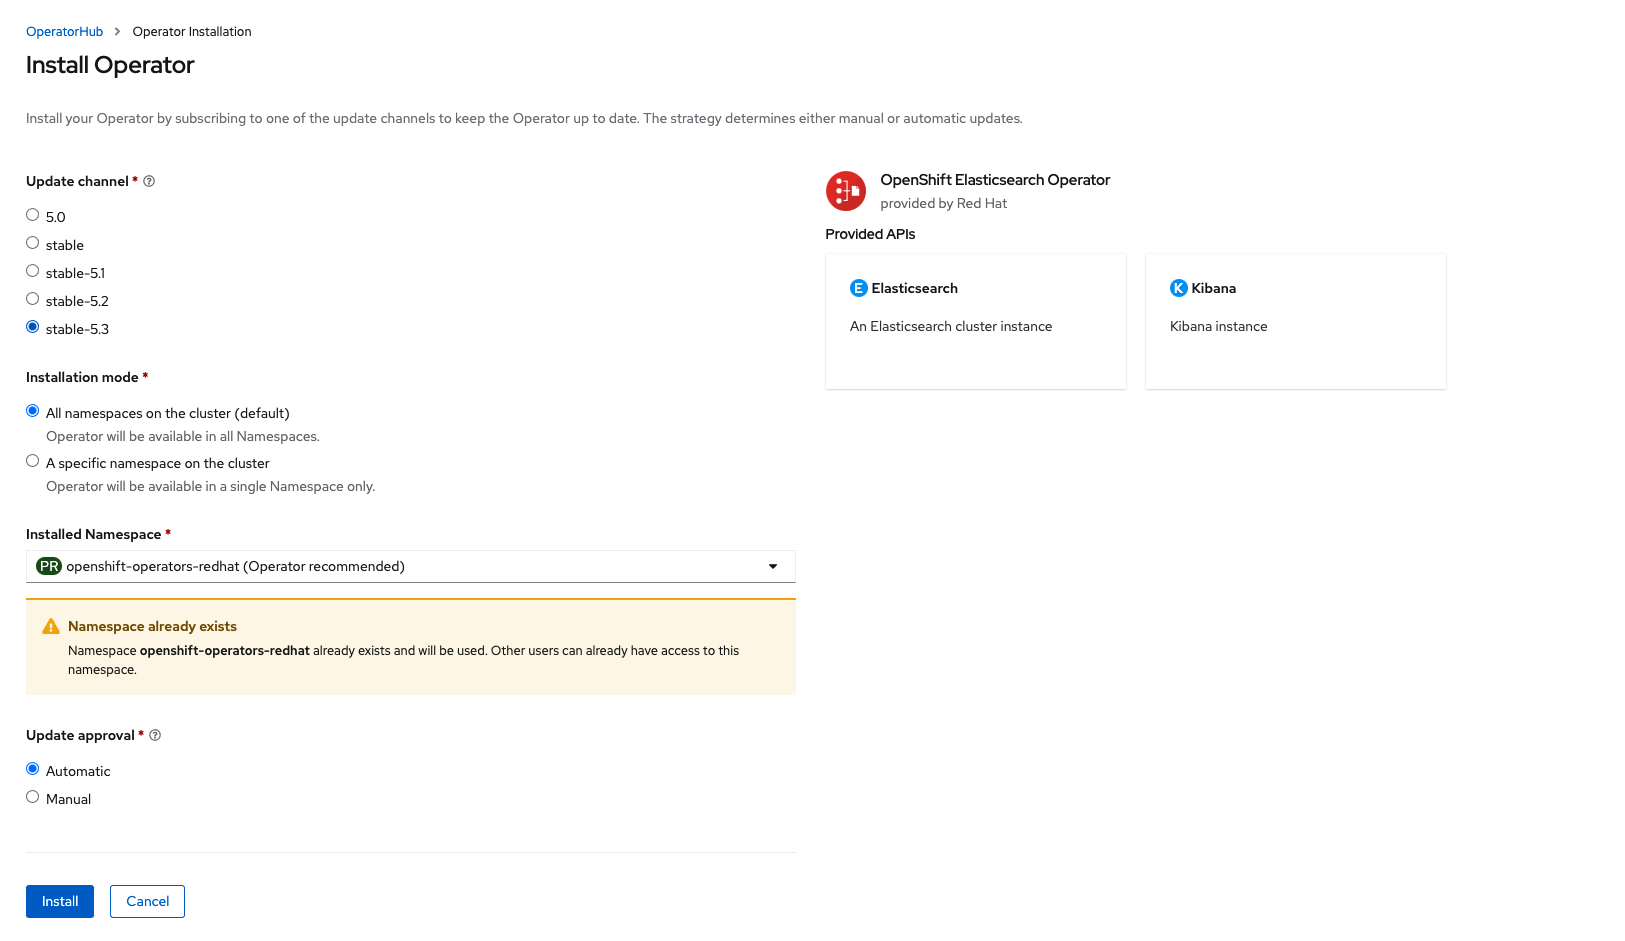 OperatorHub > Operator Installation
Install Operator
Install your Operator by subscribing to one of the update channels to keep the Operator up to date. The strategy determines either manual or automatic updates.
Update channel *
5.0
stable
stable-5.1
stable-5.2
stable-5.3
Installation mode *
All namespaces on the cluster (default)
Operator will be available in all Namespaces.
A specific namespace on the cluster
Operator will be available in a single Namespace only.
Installed Namespace *
PR openshift-operators-redhat (Operator recommended)
Namespace already exists
Namespace openshift-operators-redhat already exists and will be used. Other users can already have access to this
namespace.
Update approval *
Automatic
Manual
Install Cancel
OpenShift Elasticsearch Operator
provided by Red Hat
Provided APIs
E Elasticsearch
An Elasticsearch cluster instance
K Kibana
Kibana instance